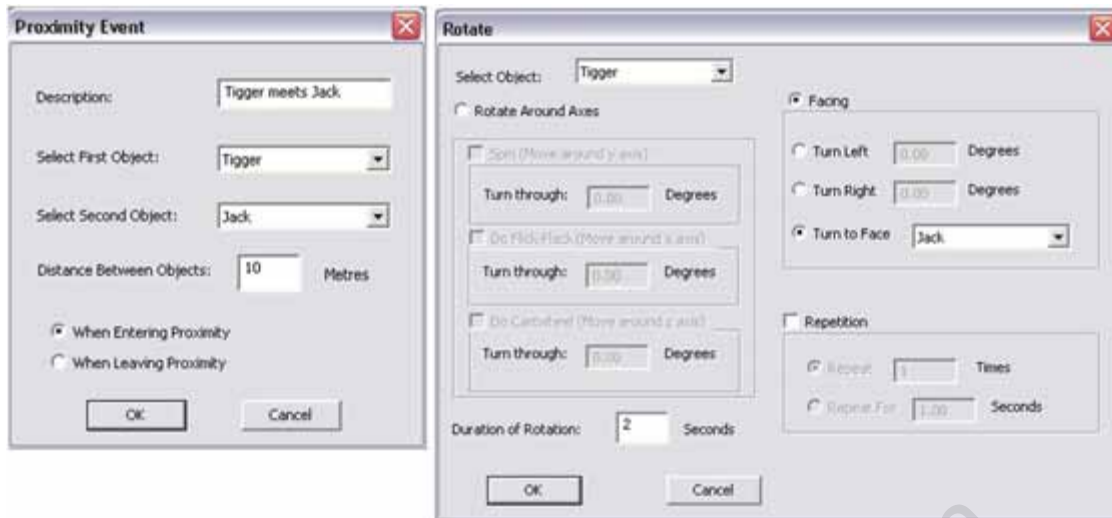 Proximity Event
Description: Tigger meets Jack
Select First Object: Tigger
Select Second Object: Jack
Distance Between Objects: 10 Metres
When Entering Proximity
When Leaving Proximity
OK Cancel
Rotate
Select Object: Tigger
Rotate Around Axes
Spin (Move around y axis)
Turn through: 0.00 Degrees
Do Flick-Flack (Move around x axis)
Turn through: 0.00 Degrees
Do Cartwheel (Move around z axis)
Turn through: 0.00 Degrees
Duration of Rotation: 2 Seconds
OK Cancel
Facing
Turn Left 0.00 Degrees
Turn Right 0.00 Degrees
Turn to Face Jack
Repetition
Repeat 1 Times
Repeat For 1.00 Seconds